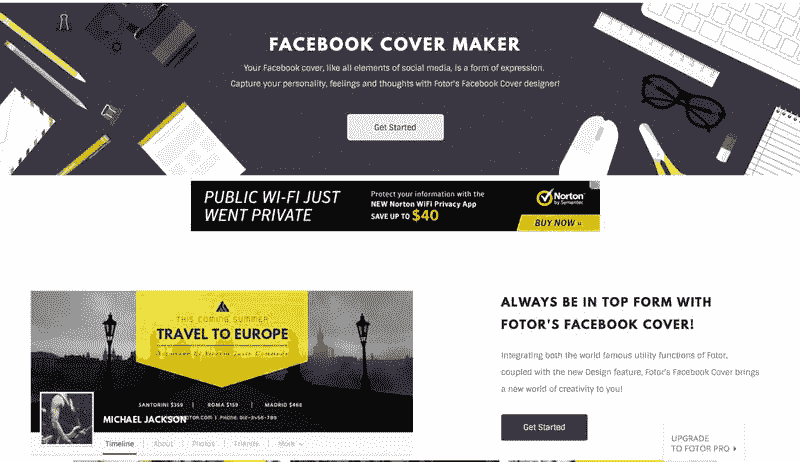 FACEBOOK COVER MAKER
Your Facebook cover, like all elements of social media, is a form of expression.
Capture your personality, feelings and thoughts with Fotor's Facebook Cover designer!
Get Started
PUBLIC WI-FI JUST
WENT PRIVATE
Protect your information with the
NEW Norton WiFi Privacy App
SAVE UP TO $40
Norton
by Symantec
BUY NOW »
THIS COMING SUMMER
TRAVEL TO EUROPE
SANTORINI $359 | ROMA $159 | MADRID $468
| PHONE: 012-3456-789
MICHAEL JACKSON
Timeline | About | Photos | Friends | More
ALWAYS BE IN TOP FORM WITH
FOTOR'S FACEBOOK COVER!
Integrating both the world famous utility functions of Fotor,
coupled with the new Design feature, Fotor's Facebook Cover brings
a new world of creativity to you!
Get Started
UPGRADE
TO FOTOR PRO